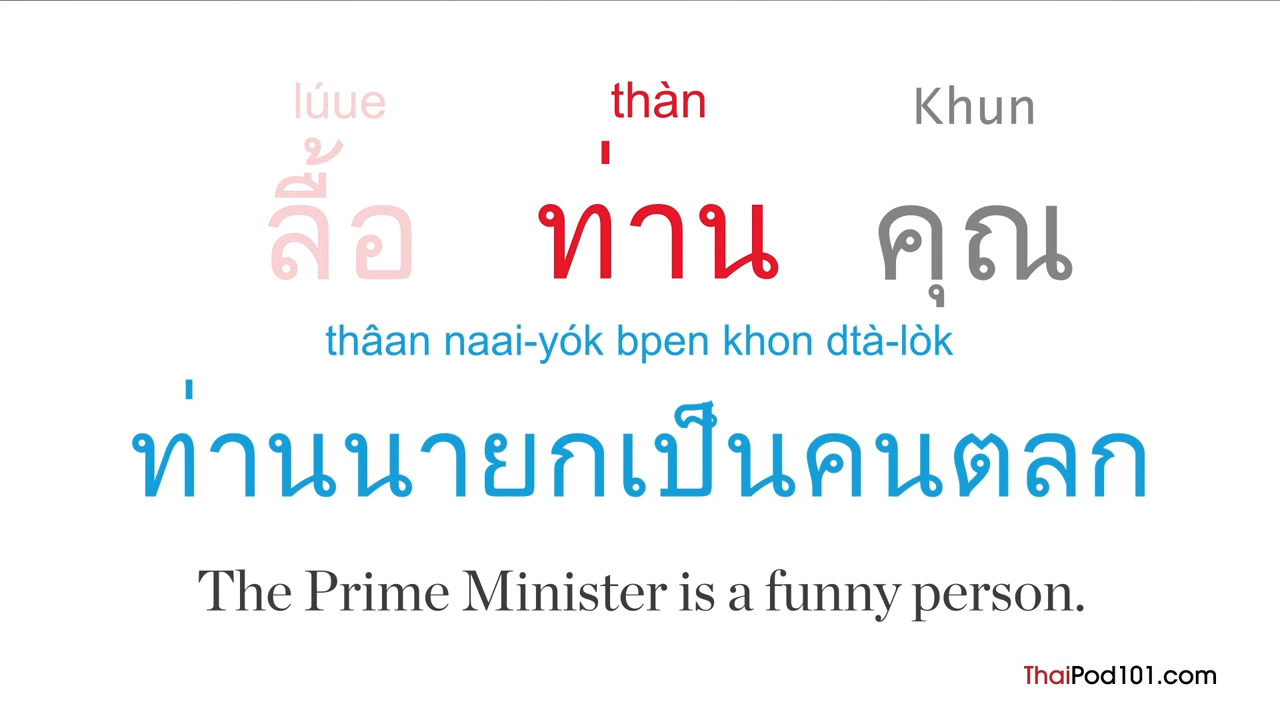 lúue thàn Khun
ลื้อ ท่าน คุณ
thâan naai-yók bpen khon dtà-lòk
ท่านนายกเป็นคนตลก
The Prime Minister is a funny person.
ThaiPod101.com